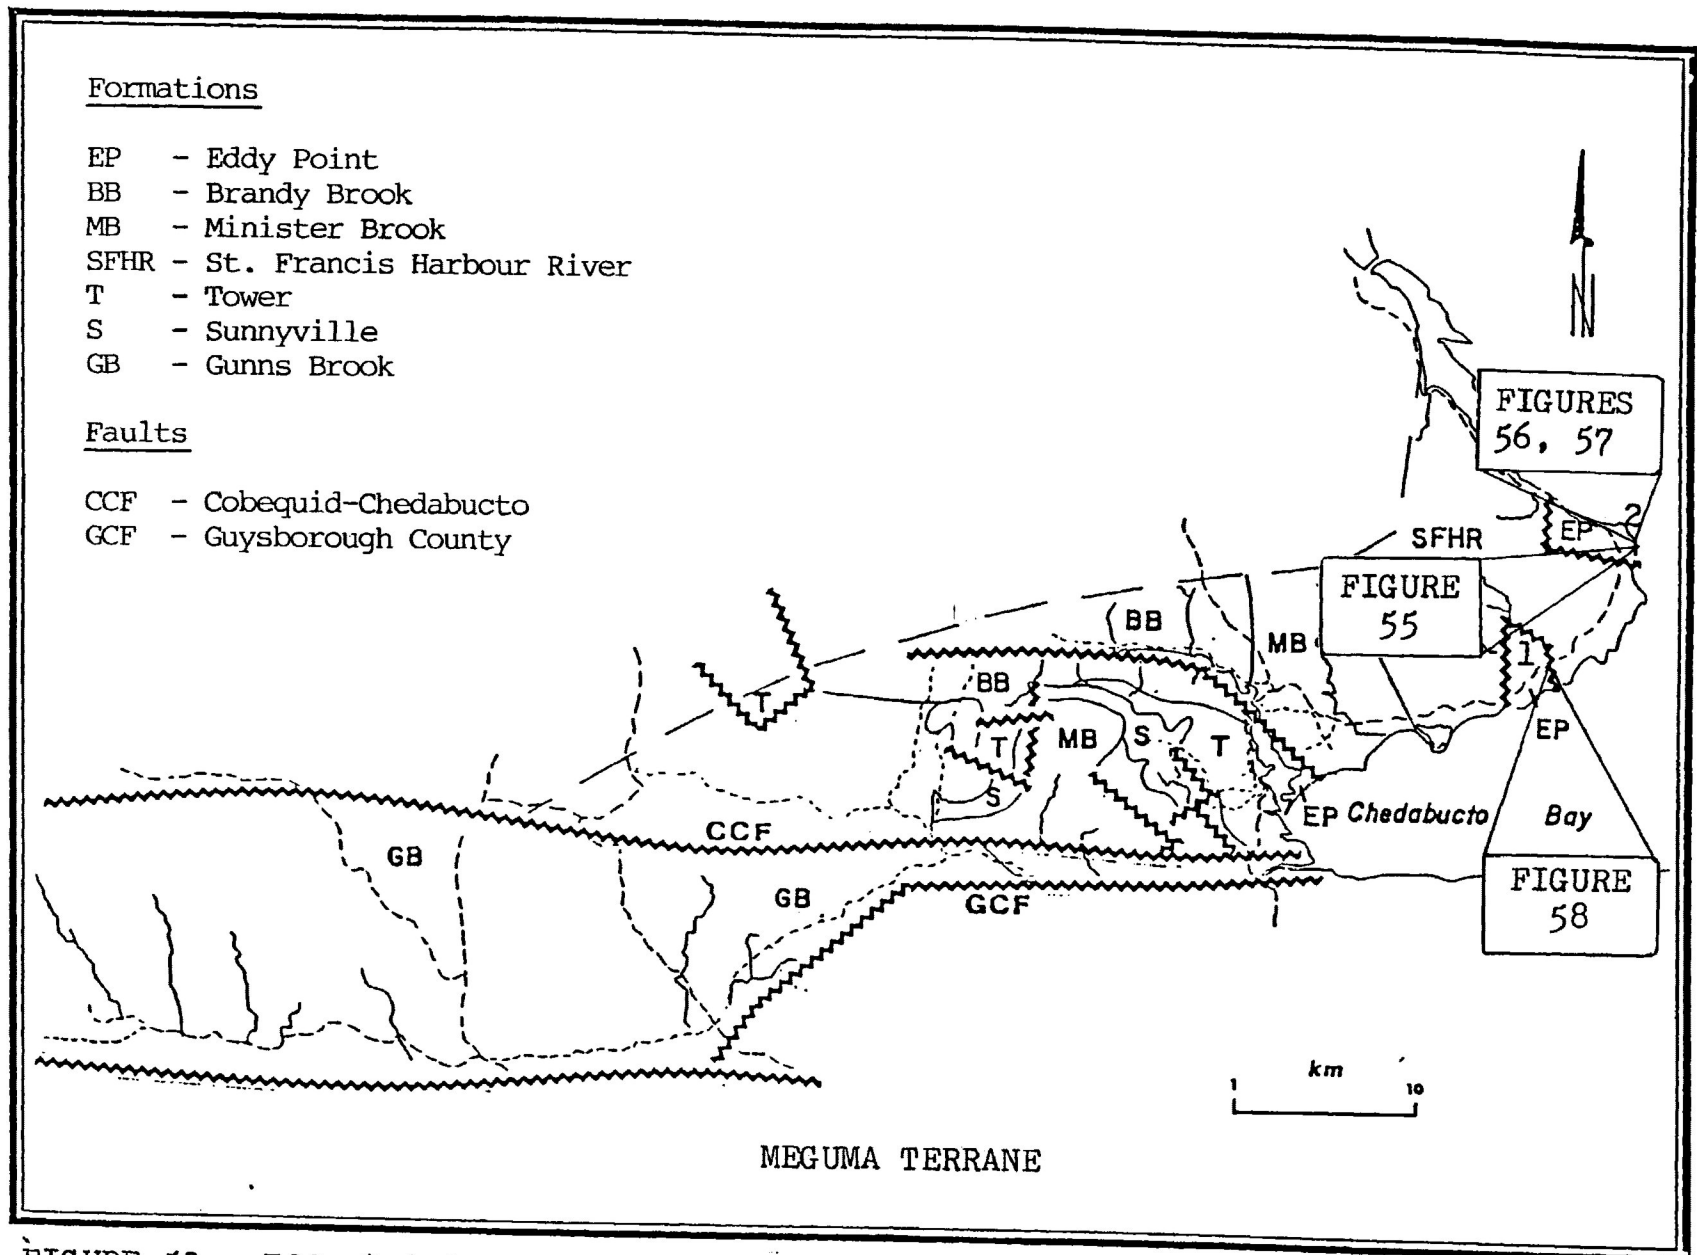 Formations
EP - Eddy Point
BB - Brandy Brook
MB - Minister Brook
SFHR - St. Francis Harbour River
T - Tower
S - Sunnyville
GB - Gunns Brook
Faults
CCF - Cobequid-Chedabucto
GCF - Guysborough County
N
FIGURES
56, 57
2
EP
SFHR
FIGURE
55
BB
MB
1
BB
T
EP
T
MB
S
T
S
EP Chedabucto Bay
CCF
GB
FIGURE
58
GB
GCF
km
1 10
MEGUMA TERRANE
FIGURE